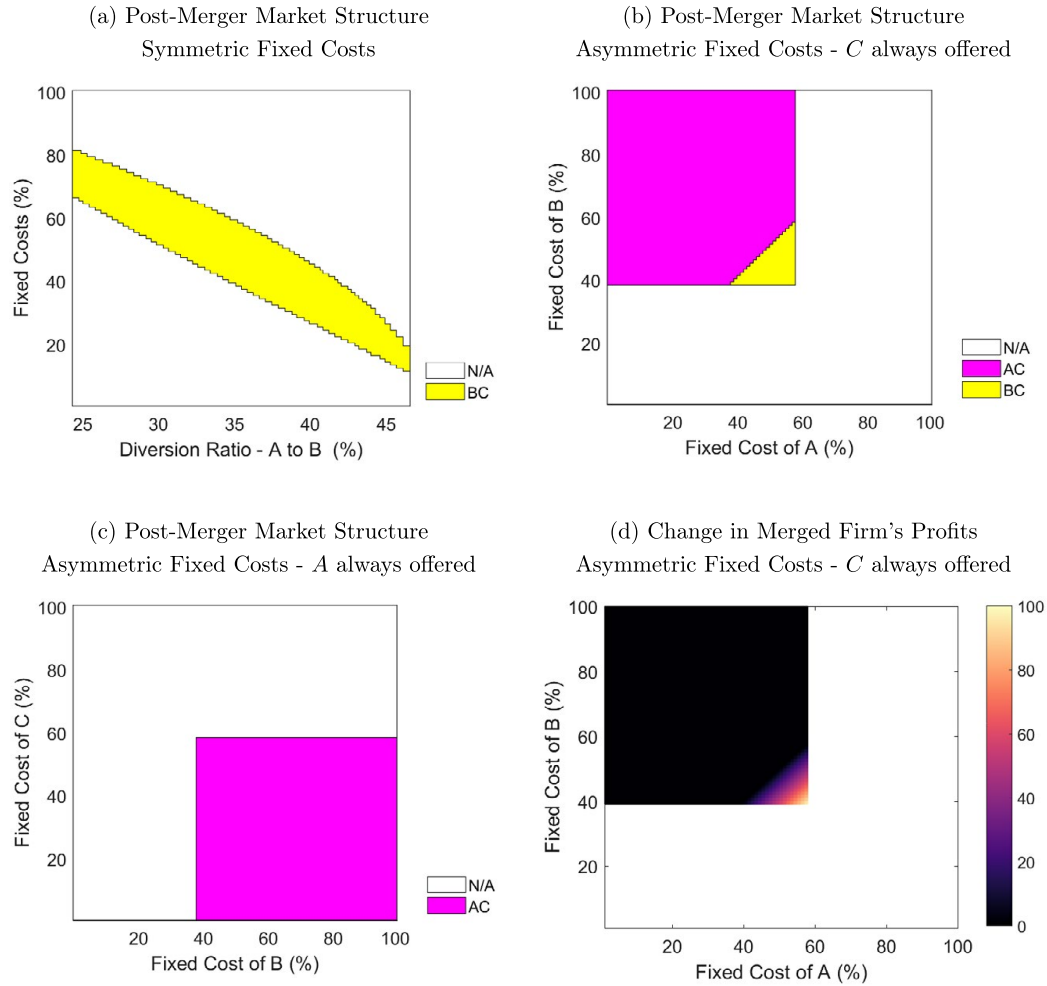 (a) Post-Merger Market Structure
Symmetric Fixed Costs
100
80
60
40
20
Fixed Costs (%)
25 30 35 40 45
Diversion Ratio - A to B (%)
N/A
BC
(b) Post-Merger Market Structure
Asymmetric Fixed Costs - C always offered
100
80
60
40
20
Fixed Cost of B (%)
20 40 60 80 100
Fixed Cost of A (%)
N/A
AC
BC
(c) Post-Merger Market Structure
Asymmetric Fixed Costs - A always offered
100
80
60
40
20
Fixed Cost of C (%)
20 40 60 80 100
Fixed Cost of B (%)
N/A
AC
(d) Change in Merged Firm's Profits
Asymmetric Fixed Costs - C always offered
100
80
60
40
20
Fixed Cost of B (%)
20 40 60 80 100
Fixed Cost of A (%)
100
80
60
40
20
0